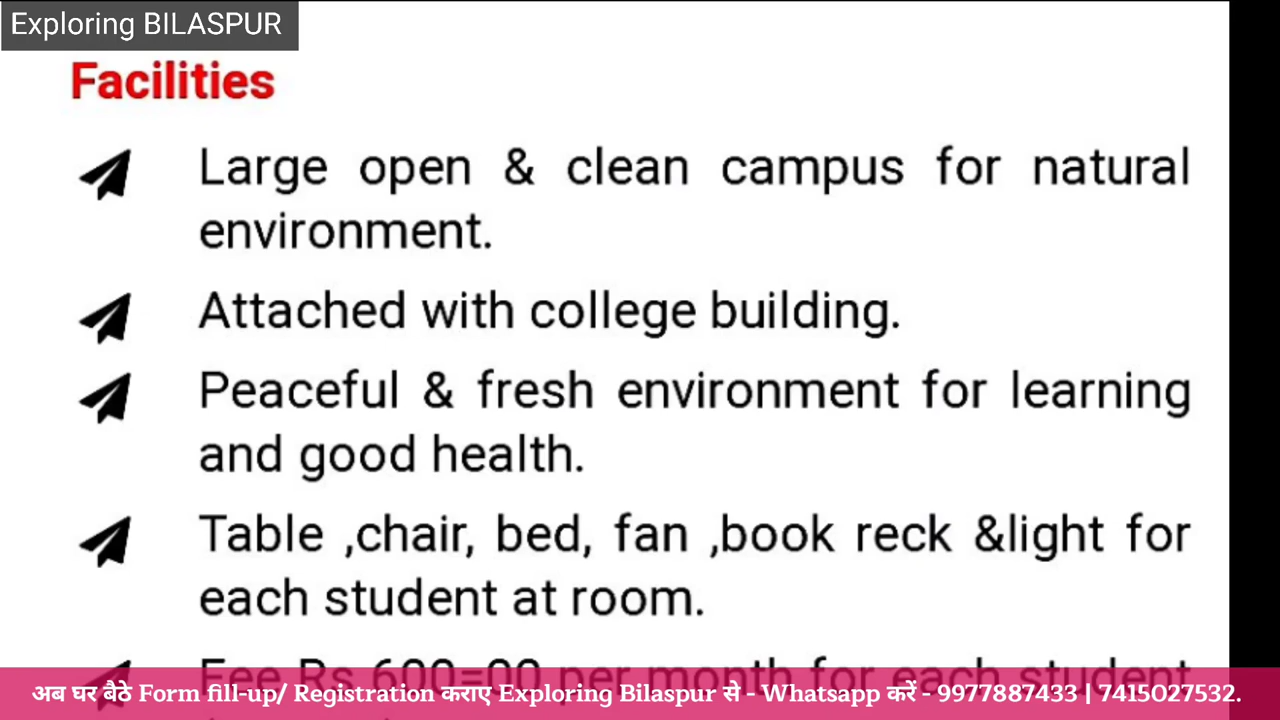 Exploring BILASPUR
Facilities
Large open & clean campus for natural
environment.
Attached with college building.
Peaceful & fresh environment for learning
and good health.
Table ,chair, bed, fan ,book reck &light for
each student at room.
Fee Rs 600=00 per month for each student
अब घर बैठे Form fill-up/ Registration कराए Exploring Bilaspur से - Whatsapp करें - 9977887433 | 7415027532.